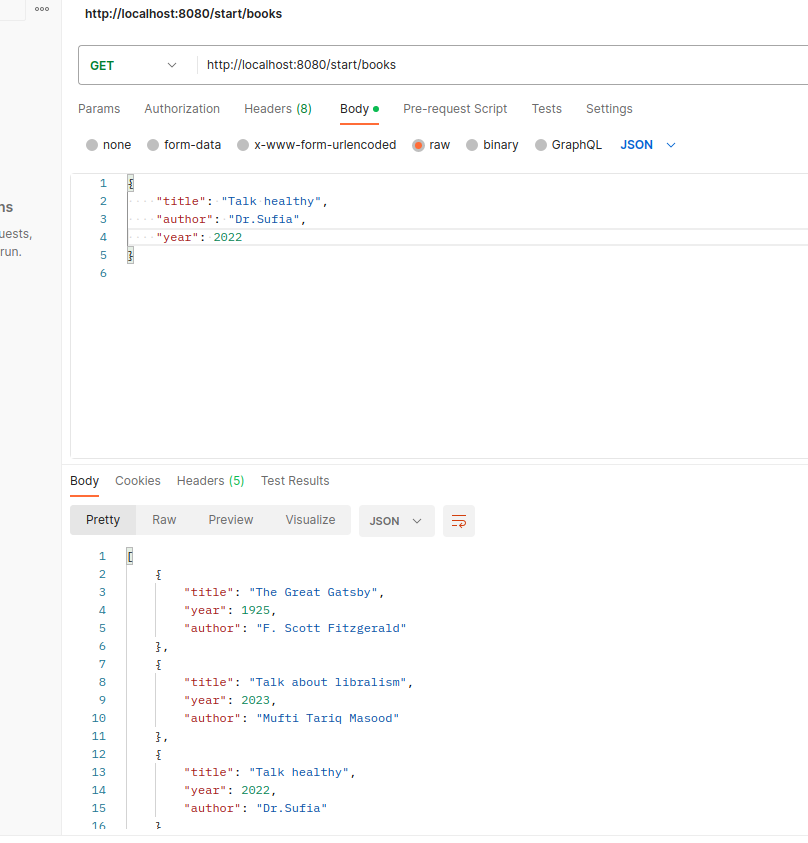 http://localhost:8080/start/books
GET http://localhost:8080/start/books
Params Authorization Headers (8) Body Pre-request Script Tests Settings
none form-data x-www-form-urlencoded raw binary GraphQL JSON
ns
uests,
run.
1 {
2 "title": "Talk healthy",
3 "author": "Dr.Sufia",
4 "year": 2022
5 }
6
Body Cookies Headers (5) Test Results
Pretty Raw Preview Visualize JSON
1 [
2 {
3 "title": "The Great Gatsby",
4 "year": 1925,
5 "author": "F. Scott Fitzgerald"
6 },
7 {
8 "title": "Talk about libralism",
9 "year": 2023,
10 "author": "Mufti Tariq Masood"
11 },
12 {
13 "title": "Talk healthy",
14 "year": 2022,
15 "author": "Dr.Sufia"
16 }